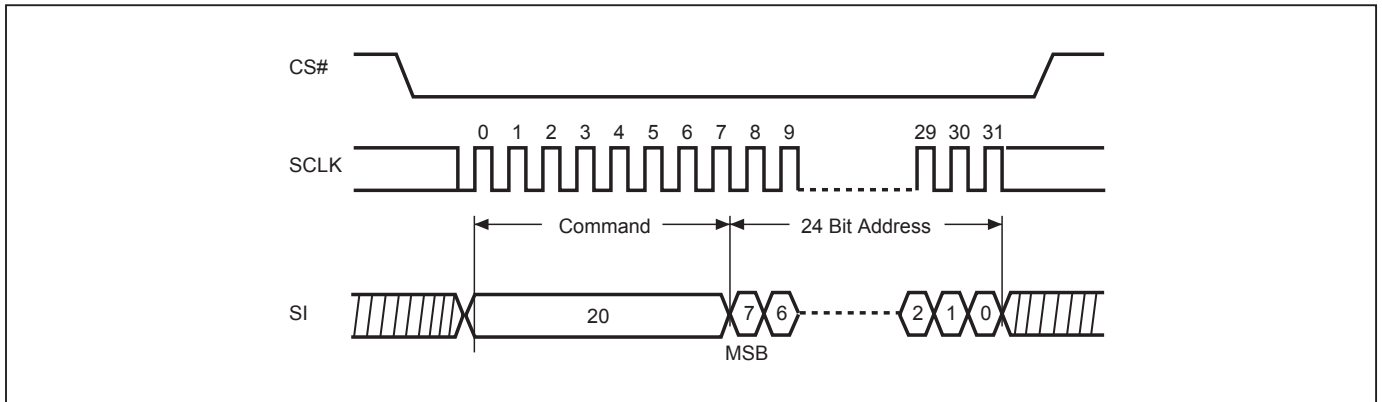 CS#
0 1 2 3 4 5 6 7 8 9 29 30 31
SCLK
Command 24 Bit Address
SI 20 7 6 2 1 0
MSB